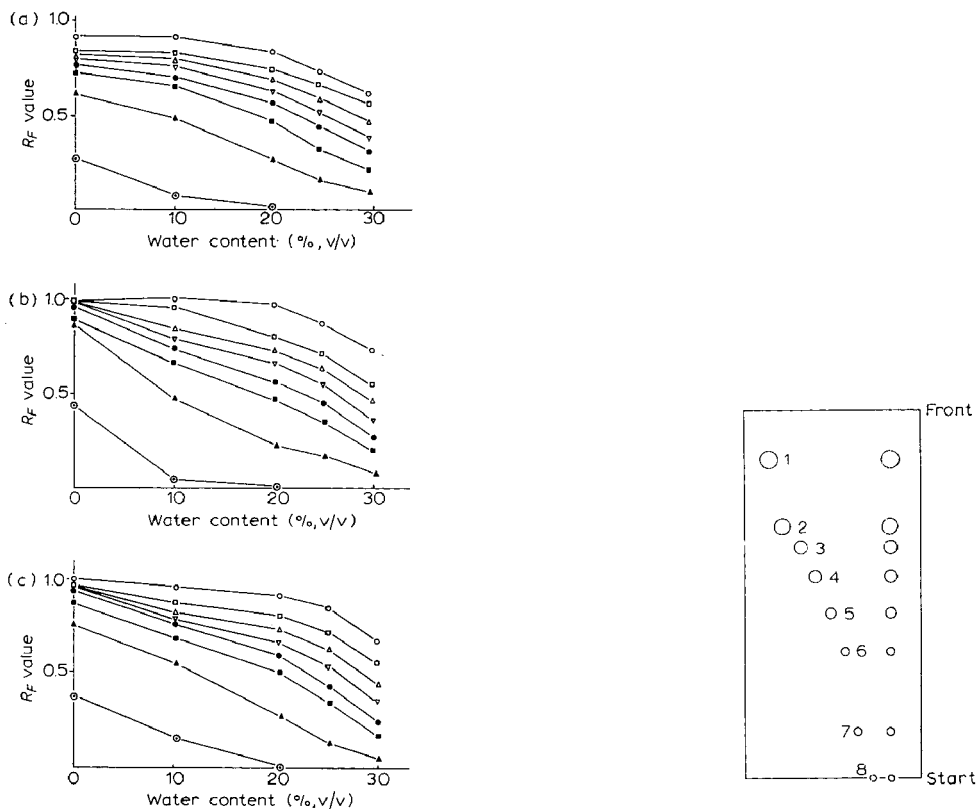 (a)
1.0
0.5
R_F value
0 10 20 30
Water content (%, v/v)
(b)
1.0
0.5
R_F value
0 10 20 30
Water content (%, v/v)
(c)
1.0
0.5
R_F value
0 10 20 30
Water content (%, v/v)
Front
1
2
3
4
5
6
7
8
Start